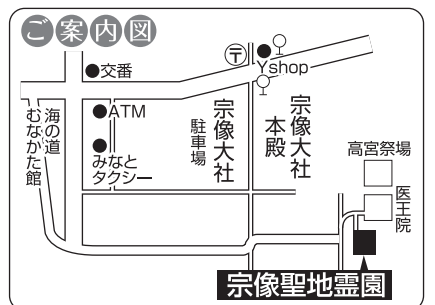 ご案内図
交番
〒
Yshop
ATM
みなと
タクシー
海の道
むなかた館
宗像大社
駐車場
宗像大社
本殿
高宮祭場
医王院
宗像聖地霊園